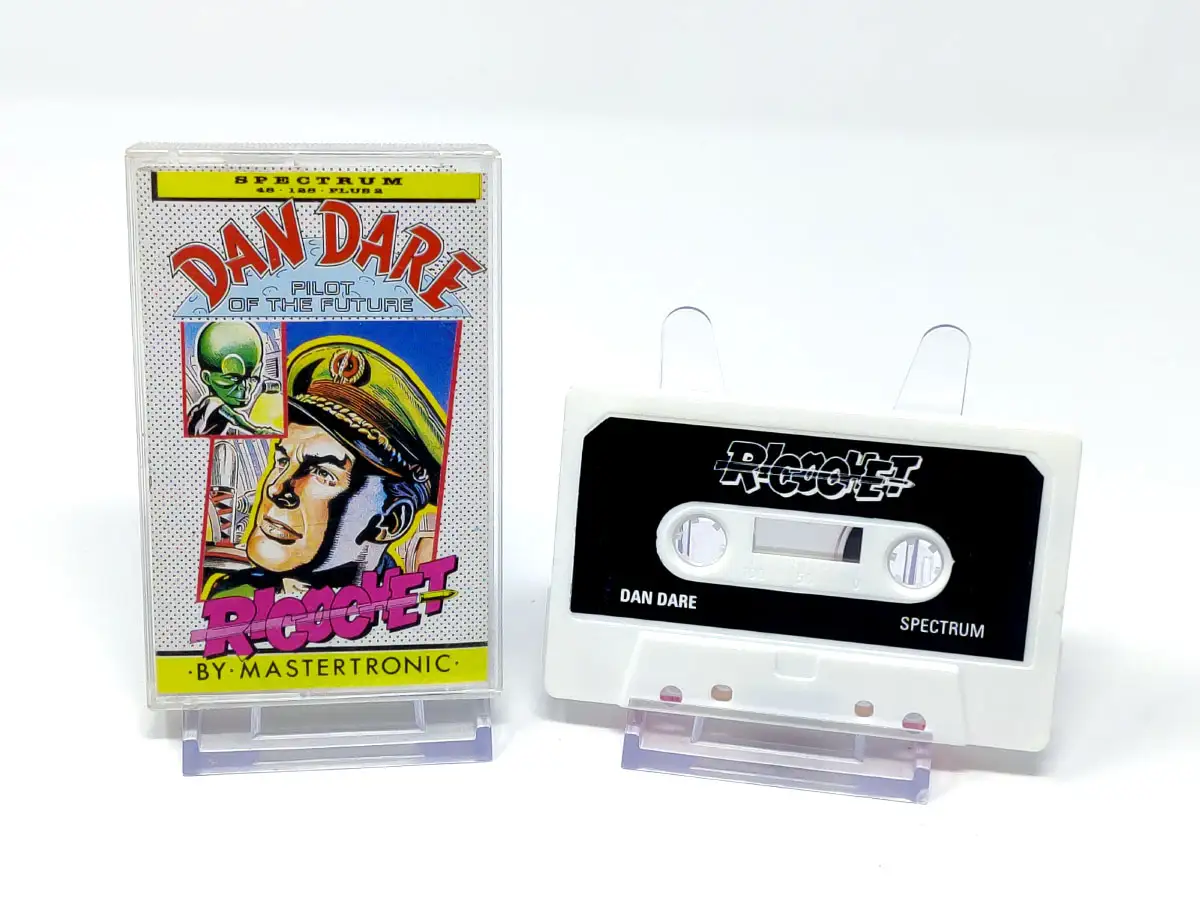 SPECTRUM
48 · 128 · PLUS 2
DAN DARE
PILOT
OF THE FUTURE
RICOCHET
·BY·MASTERTRONIC·
RICOCHET
DAN DARE
SPECTRUM